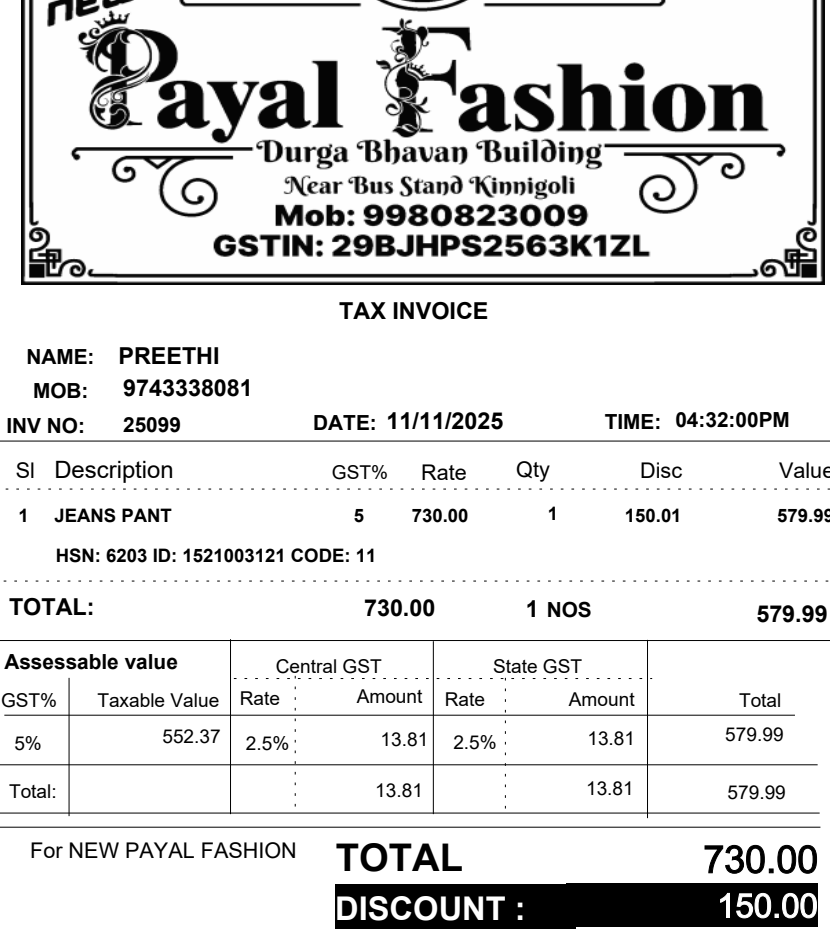 new
Payal Fashion
Durga Bhavan Building
Near Bus Stand Kinnigoli
Mob: 9980823009
GSTIN: 29BJHPS2563K1ZL
TAX INVOICE
NAME: PREETHI
MOB: 9743338081
INV NO: 25099 DATE: 11/11/2025 TIME: 04:32:00PM
Sl Description GST% Rate Qty Disc Value
1 JEANS PANT 5 730.00 1 150.01 579.99
HSN: 6203 ID: 1521003121 CODE: 11
TOTAL: 730.00 1 NOS 579.99
Assessable value Central GST State GST
GST% Taxable Value Rate Amount Rate Amount Total
5% 552.37 2.5% 13.81 2.5% 13.81 579.99
Total: 13.81 13.81 579.99
For NEW PAYAL FASHION TOTAL 730.00
DISCOUNT : 150.00